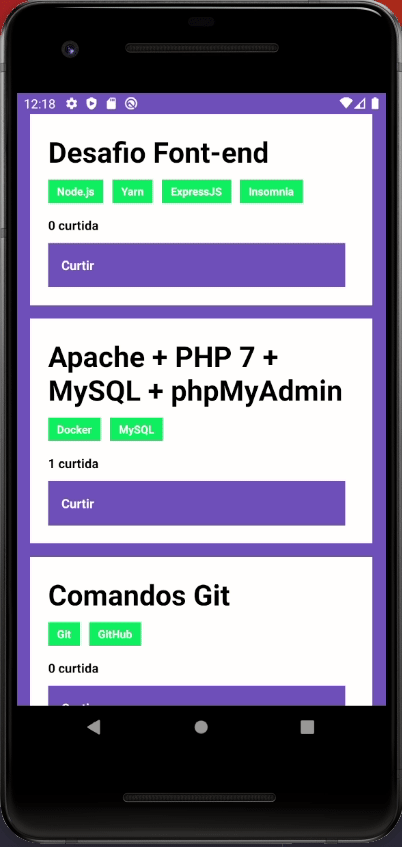 12:18
Desafio Font-end
Node.js Yarn ExpressJS Insomnia
0 curtida
Curtir
Apache + PHP 7 +
MySQL + phpMyAdmin
Docker MySQL
1 curtida
Curtir
Comandos Git
Git GitHub
0 curtida